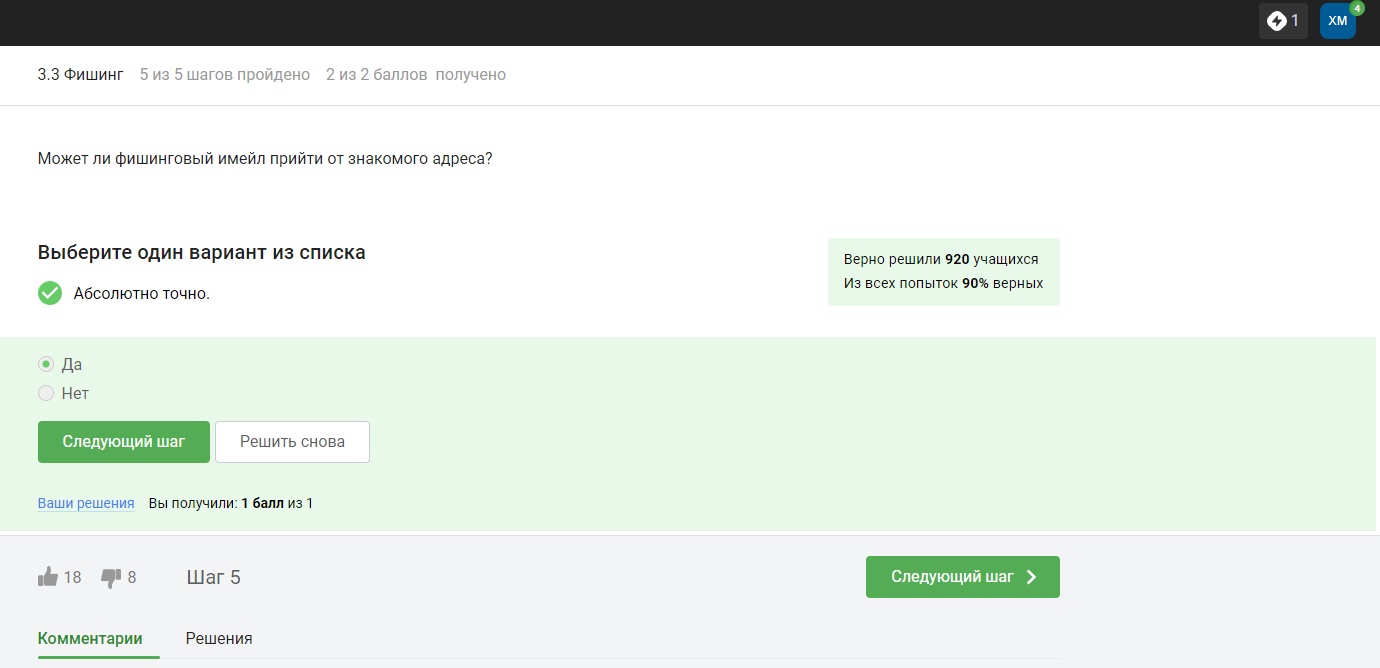 1
ХМ
4
3.3 Фишинг 5 из 5 шагов пройдено 2 из 2 баллов получено
Может ли фишинговый имейл прийти от знакомого адреса?
Выберите один вариант из списка
Абсолютно точно.
Верно решили 920 учащихся
Из всех попыток 90% верных
Да
Нет
Следующий шаг
Решить снова
Ваши решения Вы получили: 1 балл из 1
18 8 Шаг 5
Следующий шаг
Комментарии Решения